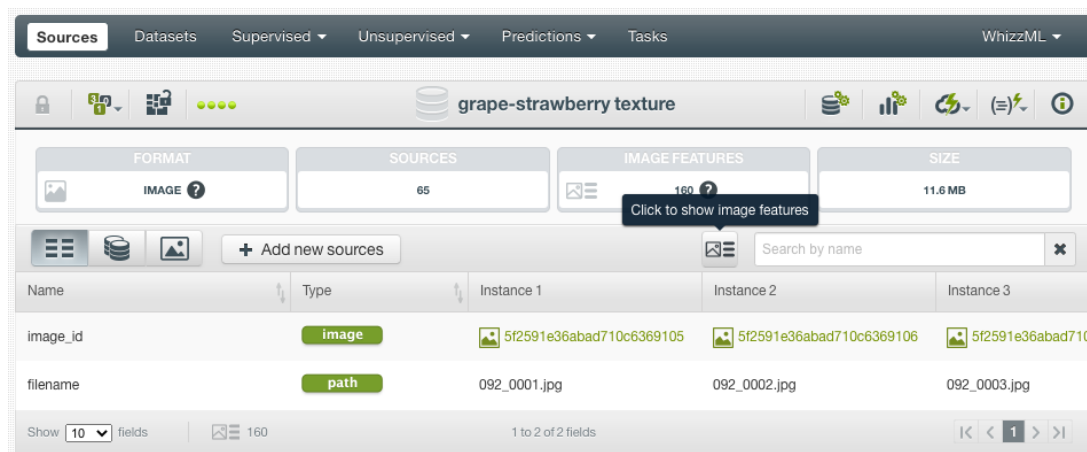 Sources Datasets Supervised Unsupervised Predictions Tasks WhizzML
grape-strawberry texture
FORMAT SOURCES IMAGE FEATURES SIZE
IMAGE ? 65 160 ? 11.6 MB
Click to show image features
+ Add new sources Search by name
Name Type Instance 1 Instance 2 Instance 3
image_id image 5f2591e36abad710c6369105 5f2591e36abad710c6369106 5f2591e36abad710
filename path 092_0001.jpg 092_0002.jpg 092_0003.jpg
Show 10 fields 160 1 to 2 of 2 fields 1